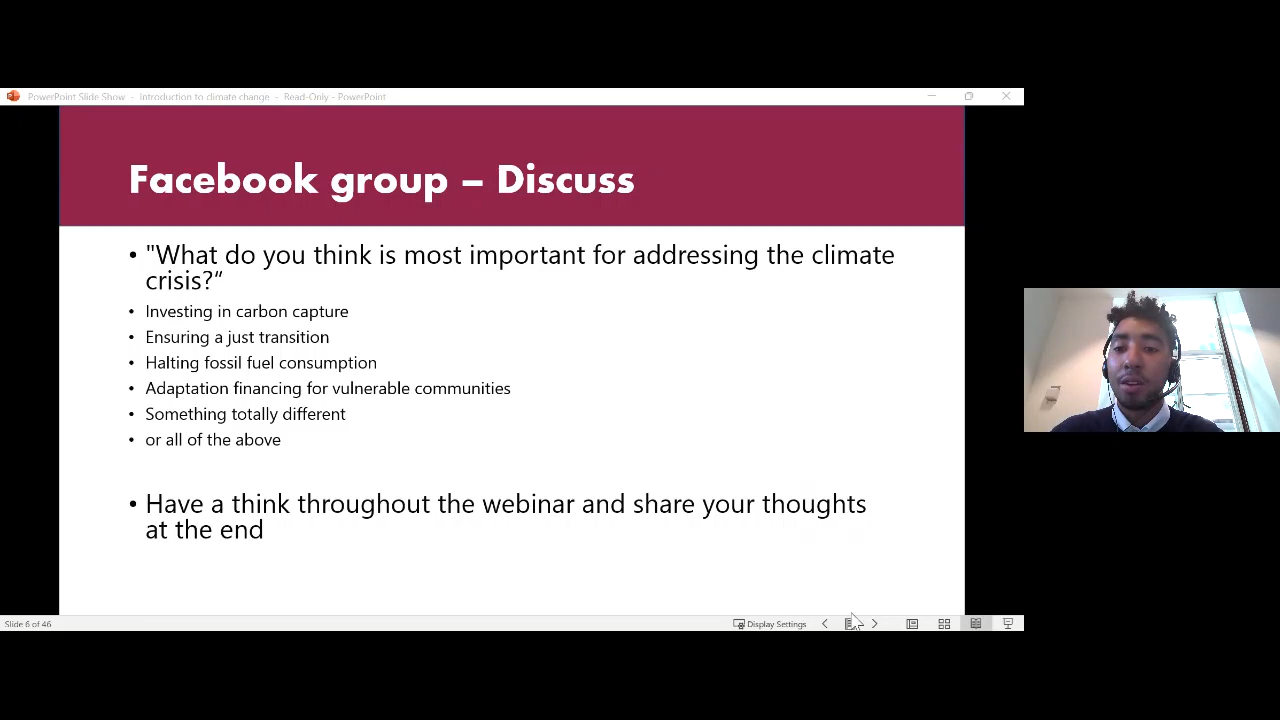 PowerPoint Slide Show - Introduction to climate change - Read-Only - PowerPoint
Facebook group – Discuss
• "What do you think is most important for addressing the climate
crisis?“
• Investing in carbon capture
• Ensuring a just transition
• Halting fossil fuel consumption
• Adaptation financing for vulnerable communities
• Something totally different
• or all of the above
• Have a think throughout the webinar and share your thoughts
at the end
Slide 6 of 46
Display Settings